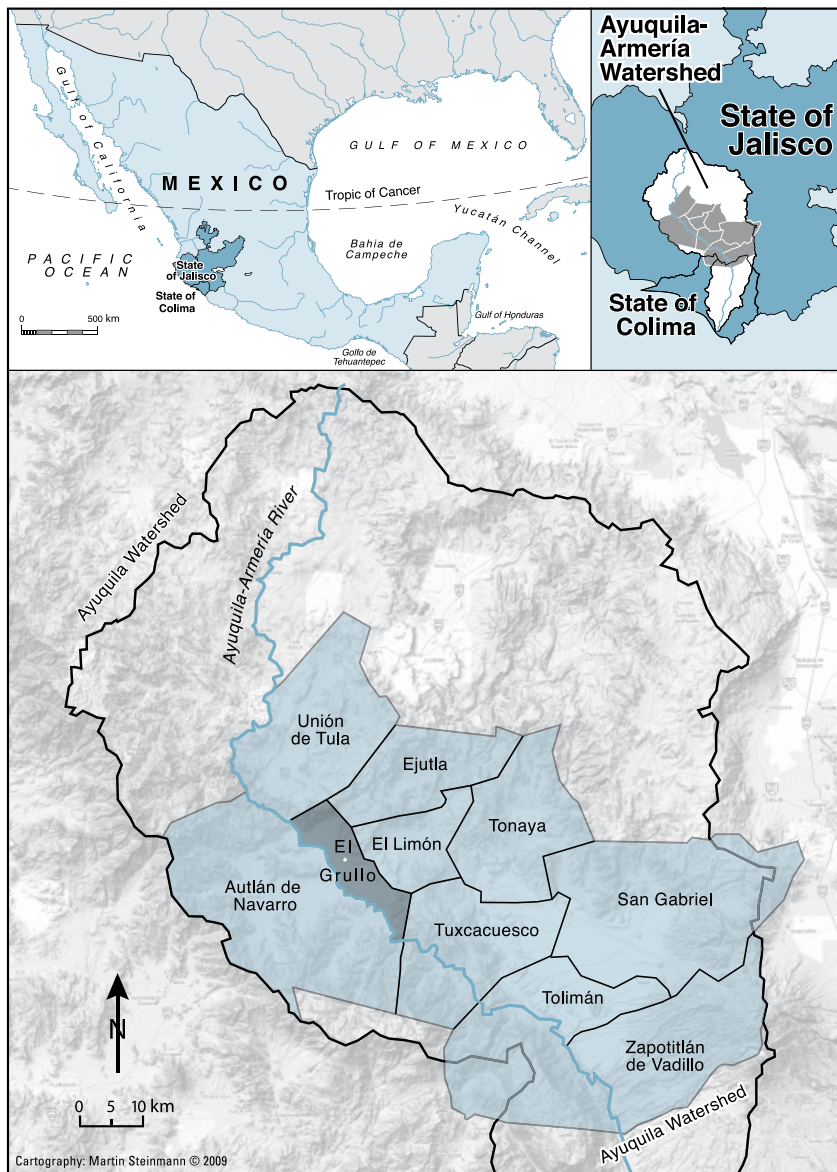 MEXICO
Gulf of California
GULF OF MEXICO
Tropic of Cancer
Yucatán Channel
Bahia de
Campeche
PACIFIC
OCEAN
State
of Jalisco
State of
Colima
0 500 km
Gulf of Honduras
Golfo de
Tehuantepec
Ayuquila-
Armería
Watershed
State of
Jalisco
State of
Colima
Ayuquila Watershed
Ayuquila-Armería River
Unión
de Tula
Ejutla
Tonaya
El Limón
El
Grullo
Autlán de
Navarro
San Gabriel
Tuxcacuesco
Tolimán
Zapotitlán
de Vadillo
Ayuquila Watershed
N
0 5 10 km
Cartography: Martin Steinmann © 2009